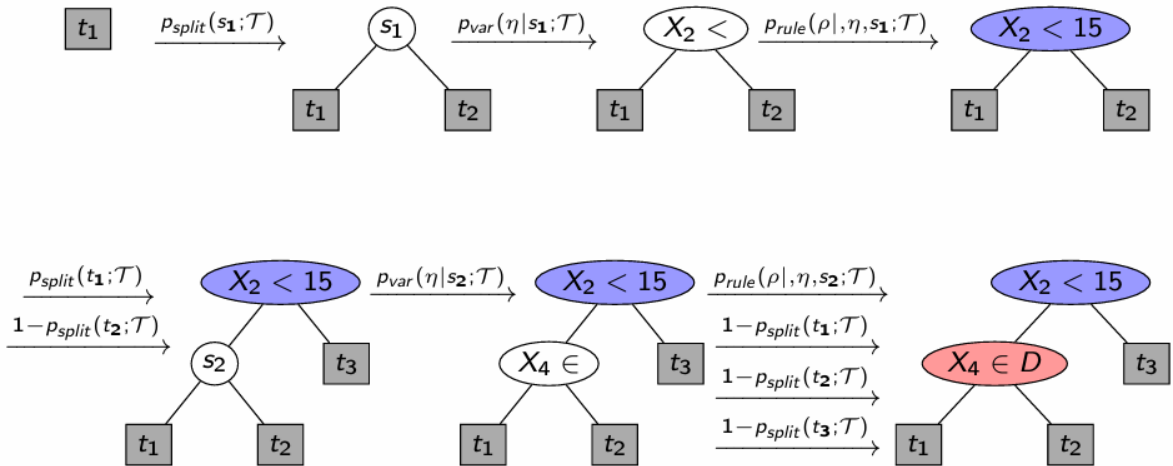 t₁ p_split(s₁;𝒯) s₁ p_var(η|s₁;𝒯) X₂ < p_rule(ρ|,η,s₁;𝒯) X₂ < 15
t₁ t₂ t₁ t₂ t₁ t₂
p_split(t₁;𝒯) X₂ < 15 p_var(η|s₂;𝒯) X₂ < 15 p_rule(ρ|,η,s₂;𝒯) X₂ < 15
1−p_split(t₂;𝒯) 1−p_split(t₁;𝒯)
s₂ t₃ X₄ ∈ t₃ X₄ ∈ D t₃
1−p_split(t₂;𝒯)
t₁ t₂ t₁ t₂ 1−p_split(t₃;𝒯) t₁ t₂